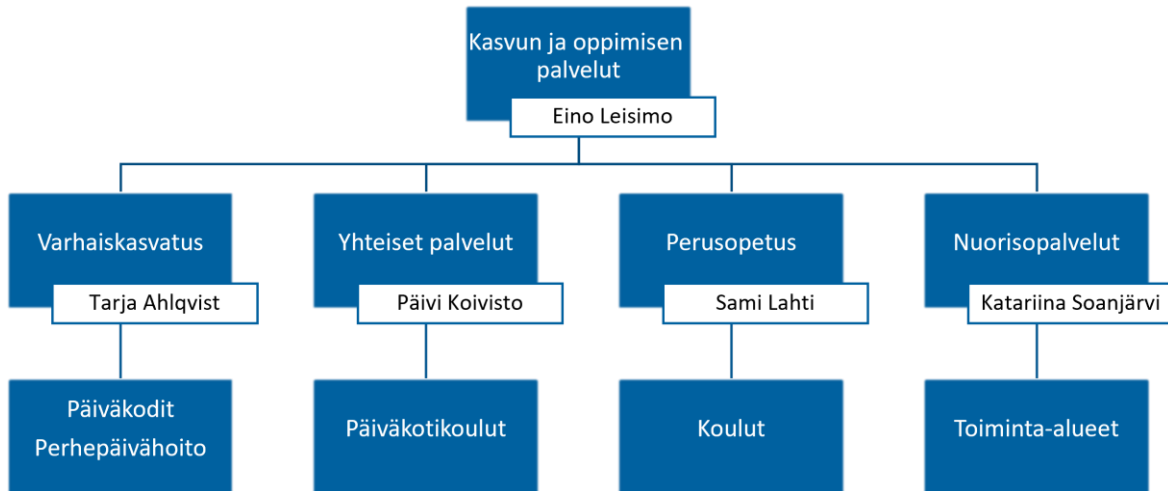 Kasvun ja oppimisen
palvelut
Eino Leisimo
Varhaiskasvatus
Tarja Ahlqvist
Yhteiset palvelut
Päivi Koivisto
Perusopetus
Sami Lahti
Nuorisopalvelut
Katariina Soanjärvi
Päiväkodit
Perhepäivähoito
Päiväkotikoulut
Koulut
Toiminta-alueet